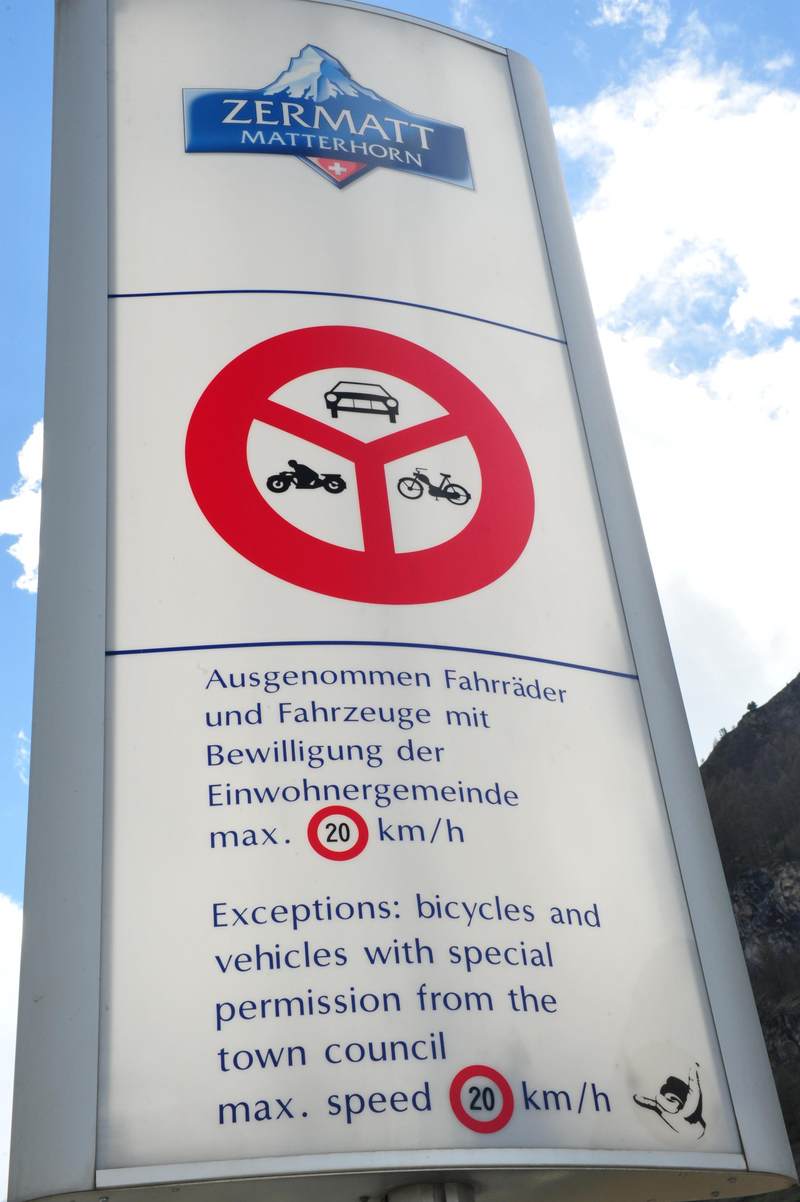 ZERMATT
MATTERHORN
Ausgenommen Fahrräder
und Fahrzeuge mit
Bewilligung der
Einwohnergemeinde
max. 20 km/h
Exceptions: bicycles and
vehicles with special
permission from the
town council
max. speed 20 km/h